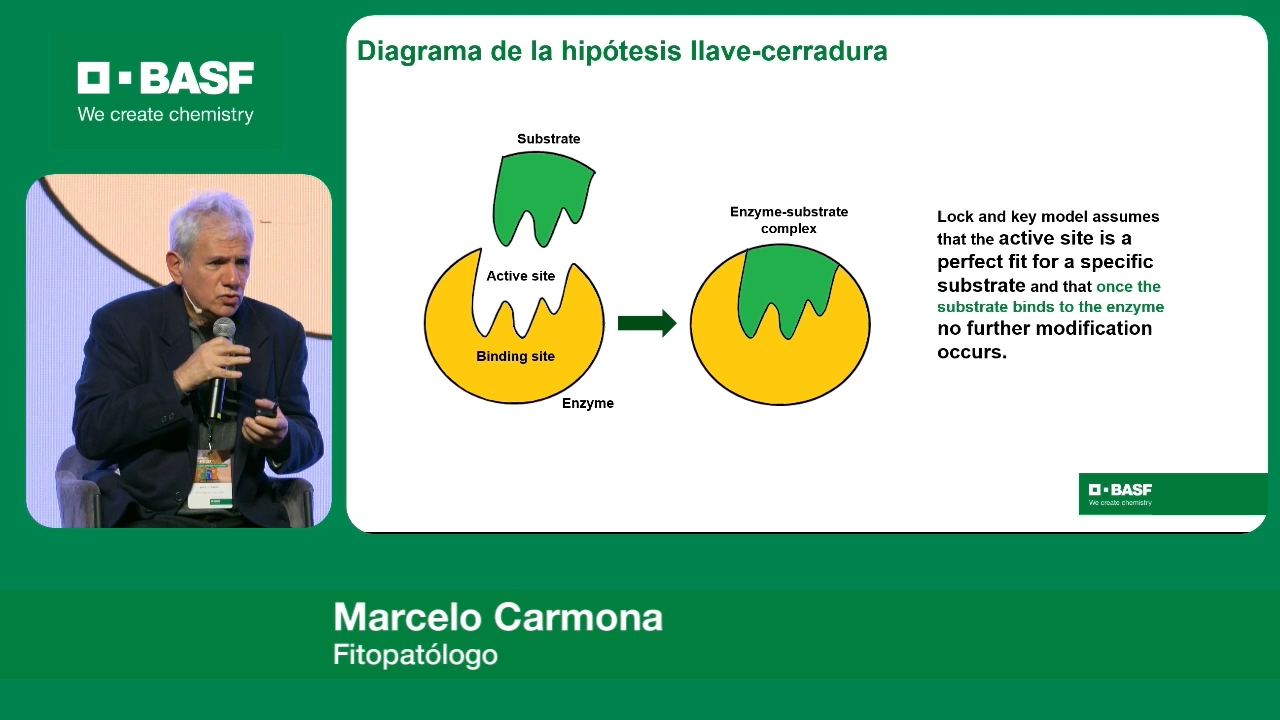 BASF
We create chemistry
Diagrama de la hipótesis llave-cerradura
Substrate
Active site
Binding site
Enzyme
Enzyme-substrate
complex
Lock and key model assumes
that the active site is a
perfect fit for a specific
substrate and that once the
substrate binds to the enzyme
no further modification
occurs.
BASF
We create chemistry
Marcelo Carmona
Fitopatólogo